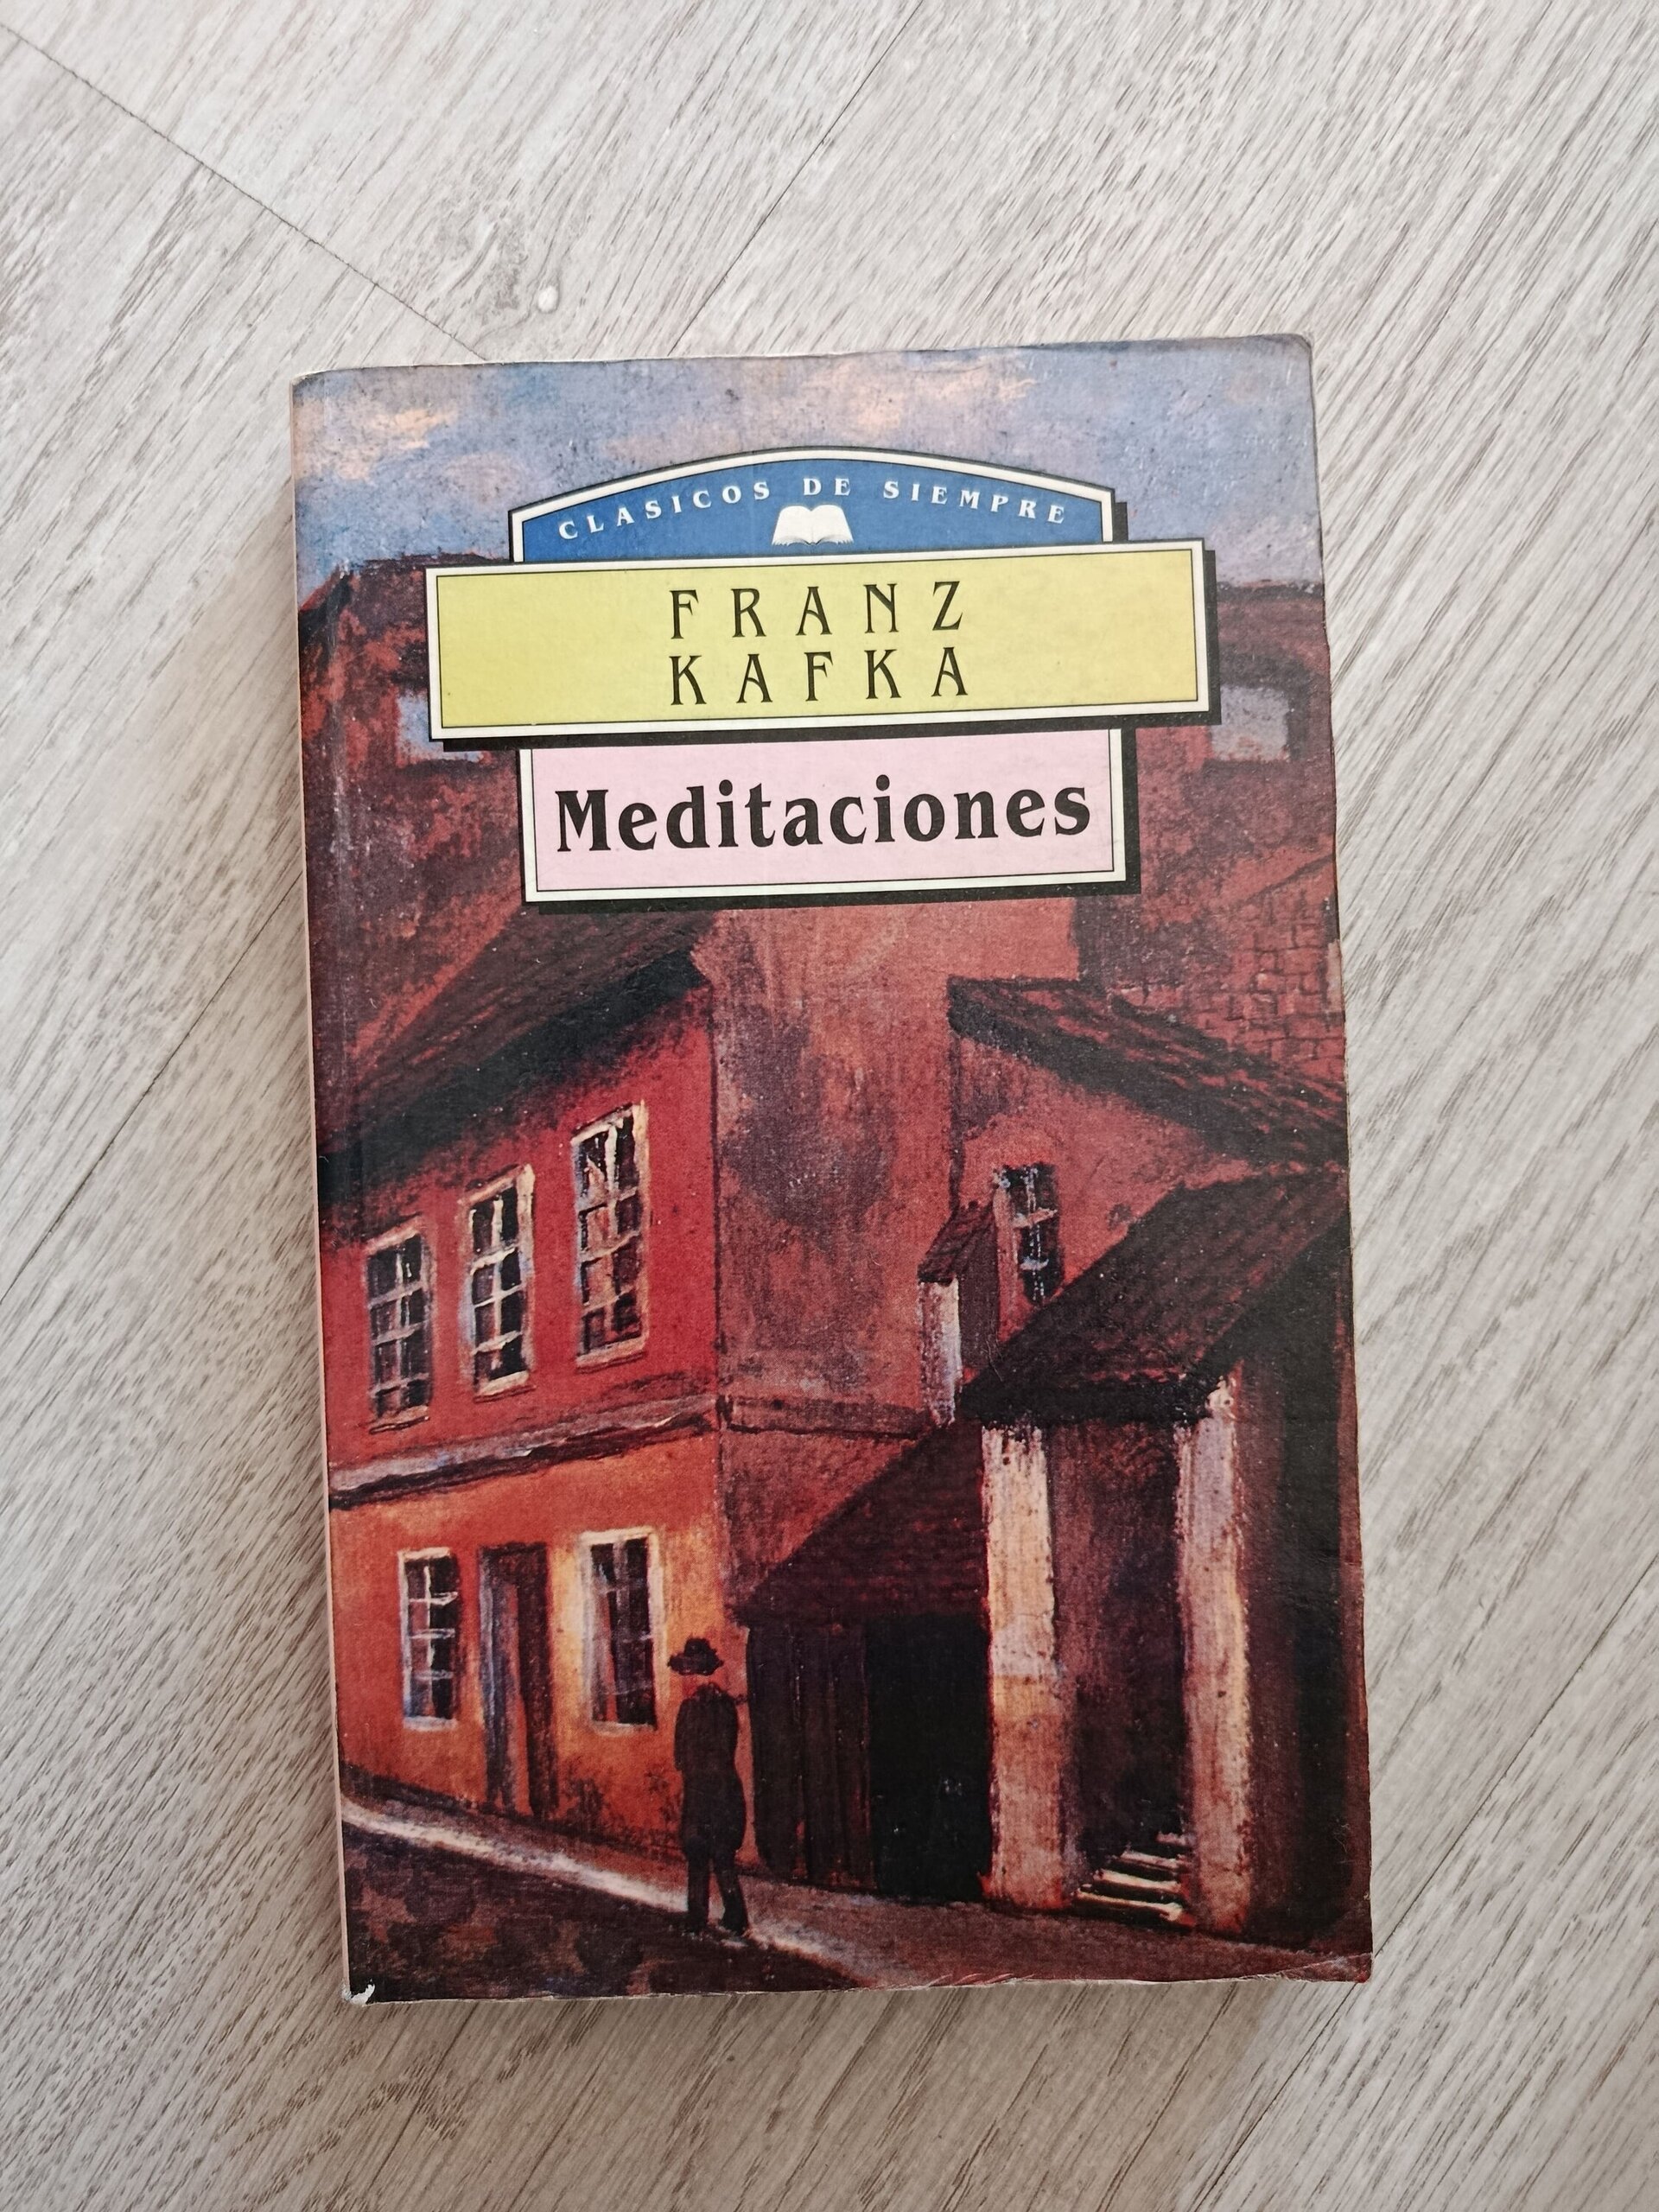 CLASICOS DE SIEMPRE
FRANZ
KAFKA
Meditaciones